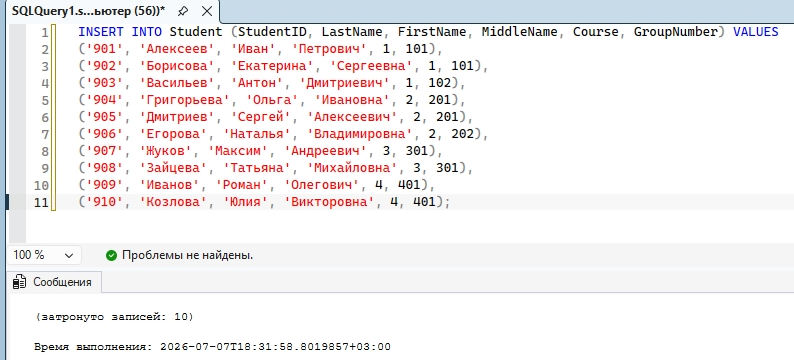 SQLQuery1.s...ьютер (56))*
1 INSERT INTO Student (StudentID, LastName, FirstName, MiddleName, Course, GroupNumber) VALUES
2 ('901', 'Алексеев', 'Иван', 'Петрович', 1, 101),
3 ('902', 'Борисова', 'Екатерина', 'Сергеевна', 1, 101),
4 ('903', 'Васильев', 'Антон', 'Дмитриевич', 1, 102),
5 ('904', 'Григорьева', 'Ольга', 'Ивановна', 2, 201),
6 ('905', 'Дмитриев', 'Сергей', 'Алексеевич', 2, 201),
7 ('906', 'Егорова', 'Наталья', 'Владимировна', 2, 202),
8 ('907', 'Жуков', 'Максим', 'Андреевич', 3, 301),
9 ('908', 'Зайцева', 'Татьяна', 'Михайловна', 3, 301),
10 ('909', 'Иванов', 'Роман', 'Олегович', 4, 401),
11 ('910', 'Козлова', 'Юлия', 'Викторовна', 4, 401);
100 % Проблемы не найдены.
Сообщения
(затронуто записей: 10)
Время выполнения: 2026-07-07T18:31:58.8019857+03:00